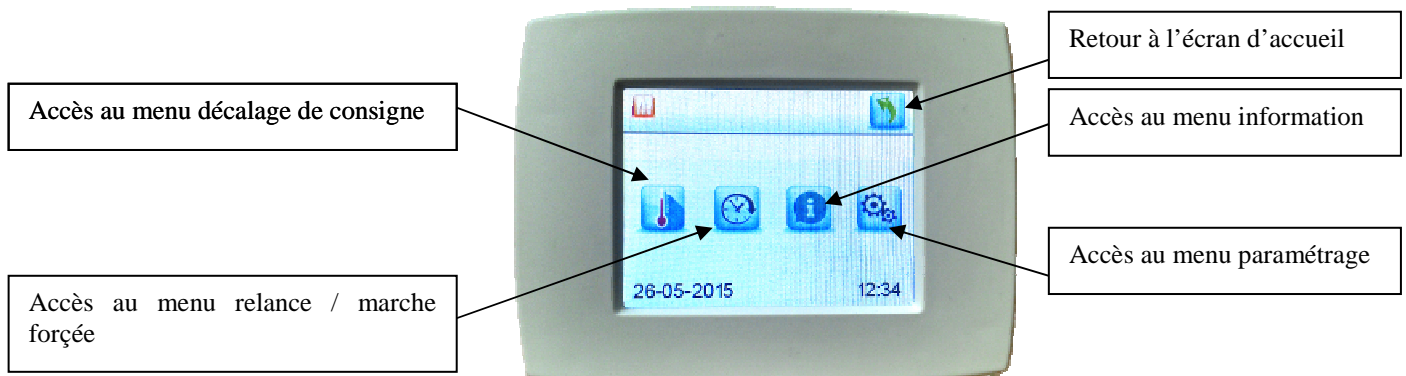 Retour à l’écran d’accueil
Accès au menu décalage de consigne
Accès au menu information
Accès au menu paramétrage
Accès au menu relance / marche
forcée
26-05-2015
12:34